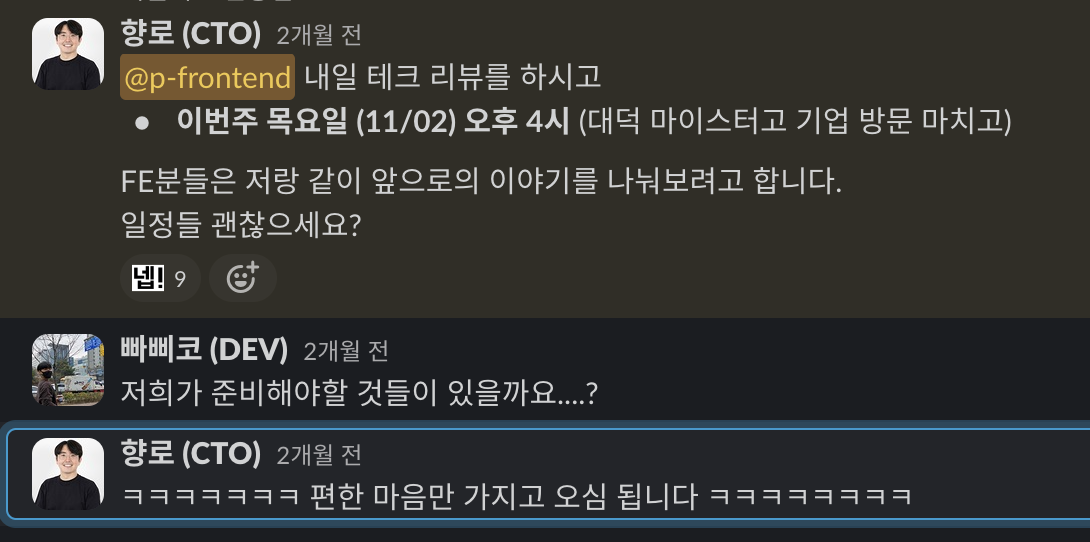 향로 (CTO) 2개월 전
@p-frontend 내일 테크 리뷰를 하시고
• 이번주 목요일 (11/02) 오후 4시 (대덕 마이스터고 기업 방문 마치고)
FE분들은 저랑 같이 앞으로의 이야기를 나눠보려고 합니다.
일정들 괜찮으세요?
넵! 9
빠삐코 (DEV) 2개월 전
저희가 준비해야할 것들이 있을까요....?
향로 (CTO) 2개월 전
ㅋㅋㅋㅋㅋㅋㅋ 편한 마음만 가지고 오심 됩니다 ㅋㅋㅋㅋㅋㅋㅋㅋ